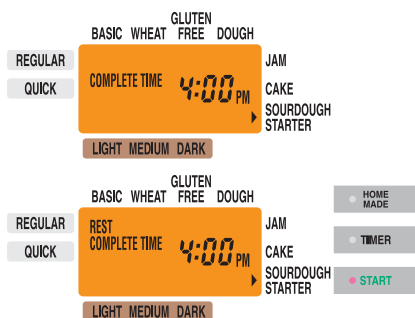 BASIC WHEAT GLUTEN FREE DOUGH
REGULAR
QUICK
COMPLETE TIME 4:00 PM
JAM
CAKE
SOURDOUGH STARTER
LIGHT MEDIUM DARK
BASIC WHEAT GLUTEN FREE DOUGH
REGULAR
QUICK
REST
COMPLETE TIME 4:00 PM
JAM
CAKE
SOURDOUGH STARTER
LIGHT MEDIUM DARK
HOME MADE
TIMER
START